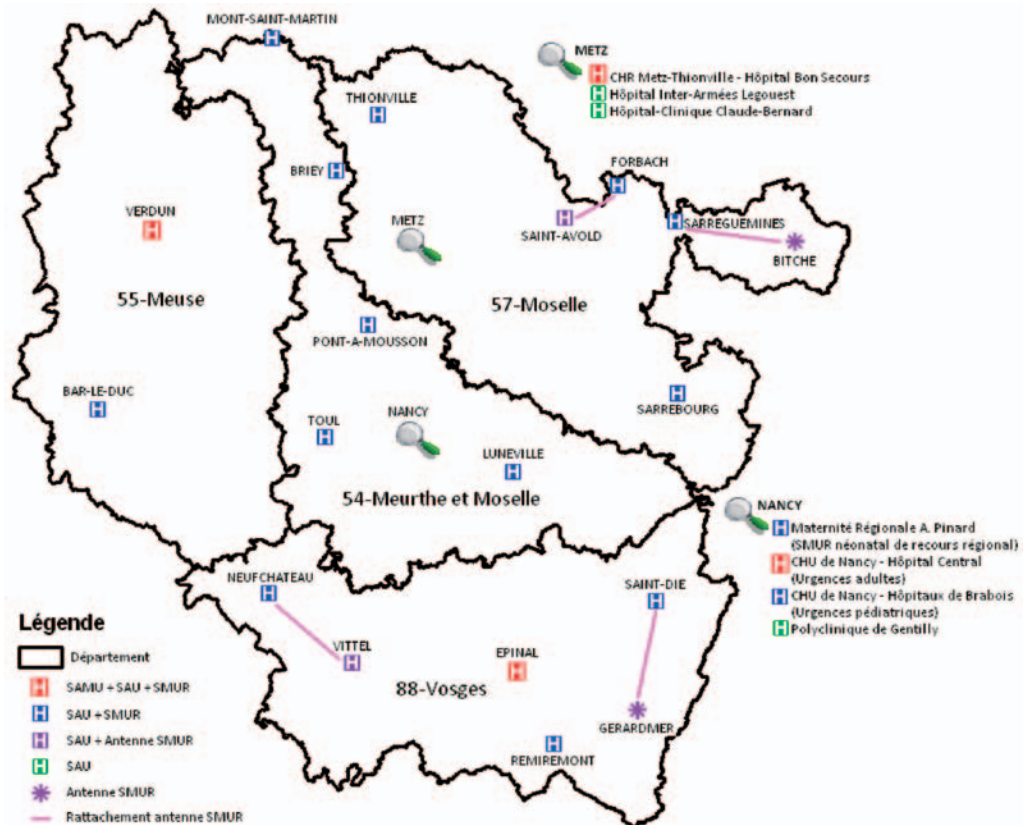 MONT-SAINT-MARTIN
METZ
H CHR Metz-Thionville - Hôpital Bon Secours
H Hôpital Inter-Armées Legouest
H Hôpital-Clinique Claude-Bernard
THIONVILLE
H
BRIEY H
FORBACH
H
VERDUN
H
METZ
H
SAINT-AVOLD
H SARREGUEMINES
BITCHE
55-Meuse
57-Moselle
H
PONT-A-MOUSSON
BAR-LE-DUC
H
H
SARREBOURG
TOUL
H
NANCY
LUNEVILLE
H
54-Meurthe et Moselle
NANCY
H Maternité Régionale A. Pinard
(SMUR néonatal de recours régional)
H CHU de Nancy - Hôpital Central
(Urgences adultes)
H CHU de Nancy - Hôpitaux de Brabois
(Urgences pédiatriques)
H Polyclinique de Gentilly
NEUFCHATEAU
H
SAINT-DIE
H
VITTEL
H
EPINAL
H
88-Vosges
GERARDMER
H
REMIREMONT
Légende
Département
H SAMU + SAU + SMUR
H SAU + SMUR
H SAU + Antenne SMUR
H SAU
Antenne SMUR
Rattachement antenne SMUR